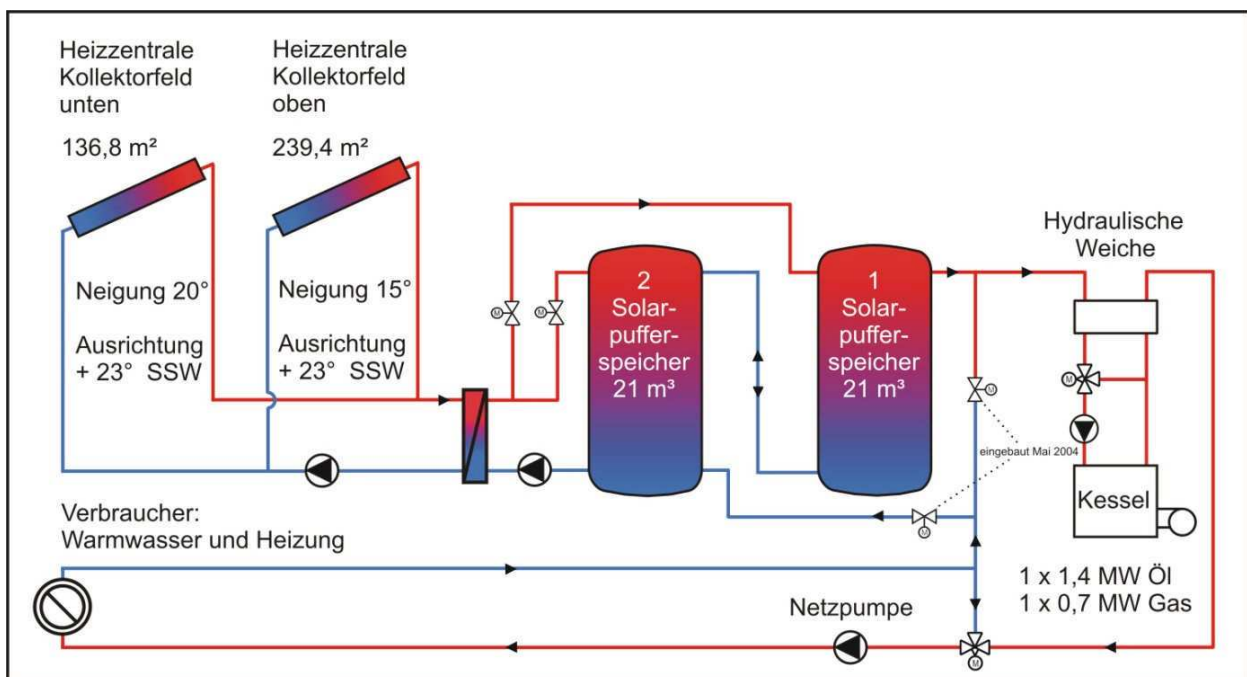 Heizzentrale
Kollektorfeld
unten
136,8 m²
Heizzentrale
Kollektorfeld
oben
239,4 m²
Neigung 20°
Ausrichtung
+ 23° SSW
Neigung 15°
Ausrichtung
+ 23° SSW
M
M
2
Solar-
puffer-
speicher
21 m³
1
Solar-
puffer-
speicher
21 m³
Hydraulische
Weiche
M
M
eingebaut Mai 2004
Kessel
M
Verbraucher:
Warmwasser und Heizung
1 x 1,4 MW Öl
1 x 0,7 MW Gas
Netzpumpe
M